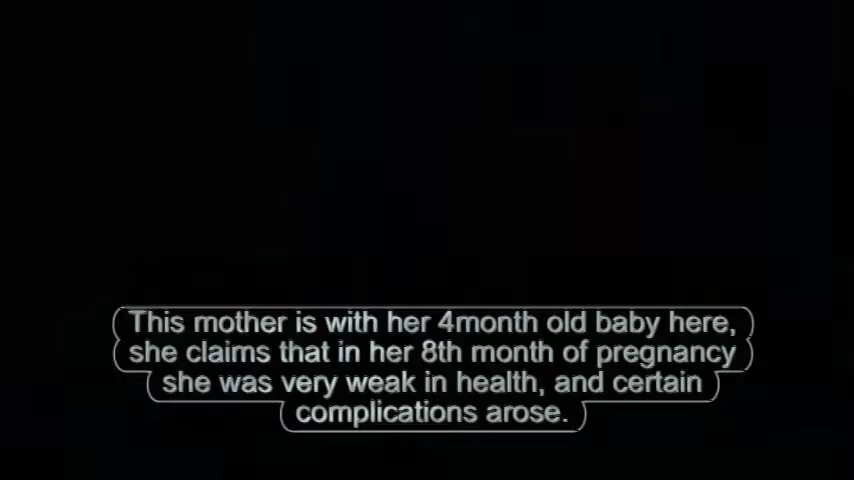 This mother is with her 4month old baby here,
she claims that in her 8th month of pregnancy
she was very weak in health, and certain
complications arose.